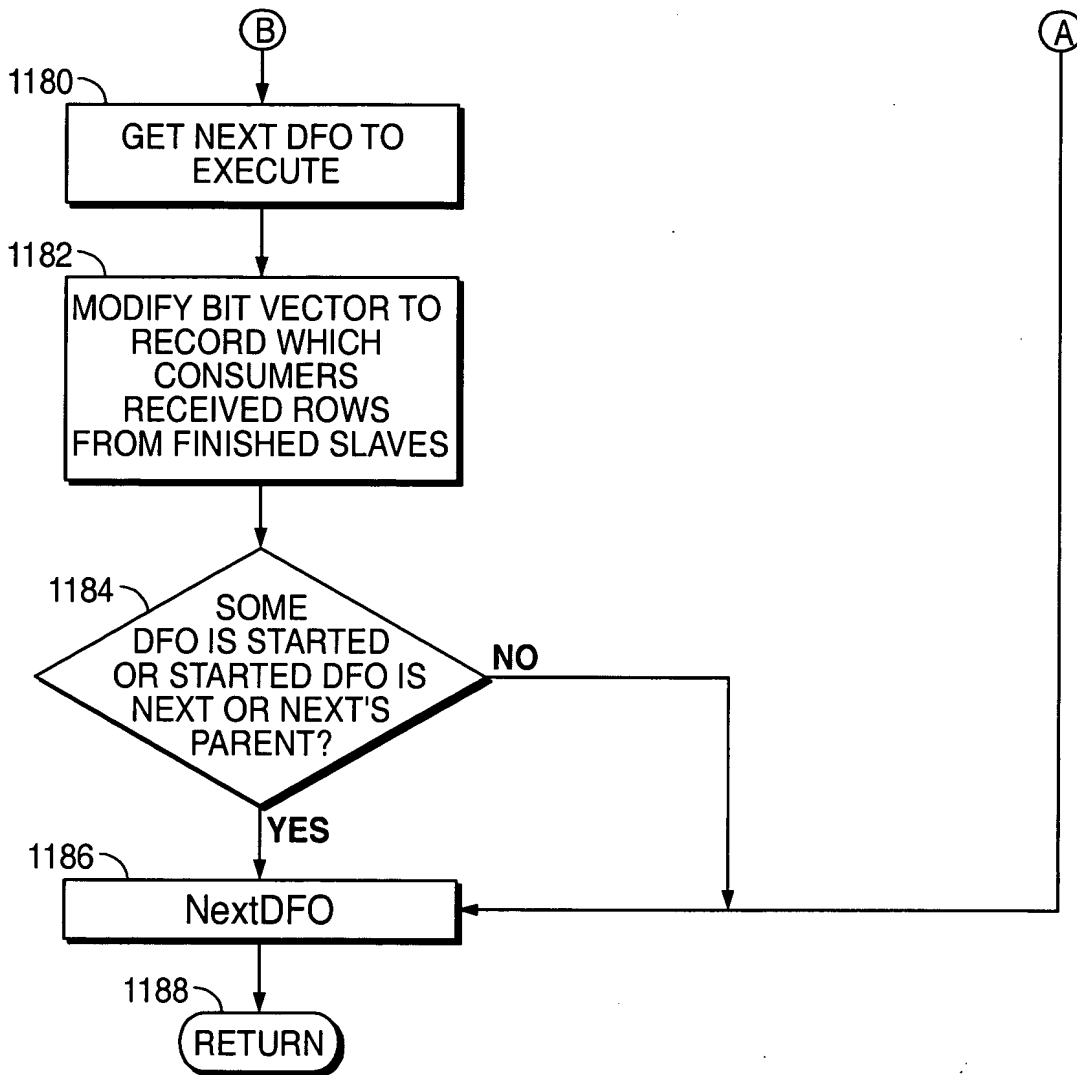 B
A
1180
GET NEXT DFO TO
EXECUTE
1182
MODIFY BIT VECTOR TO
RECORD WHICH
CONSUMERS
RECEIVED ROWS
FROM FINISHED SLAVES
1184
SOME
DFO IS STARTED
OR STARTED DFO IS
NEXT OR NEXT'S
PARENT?
NO
YES
1186
NextDFO
1188
RETURN